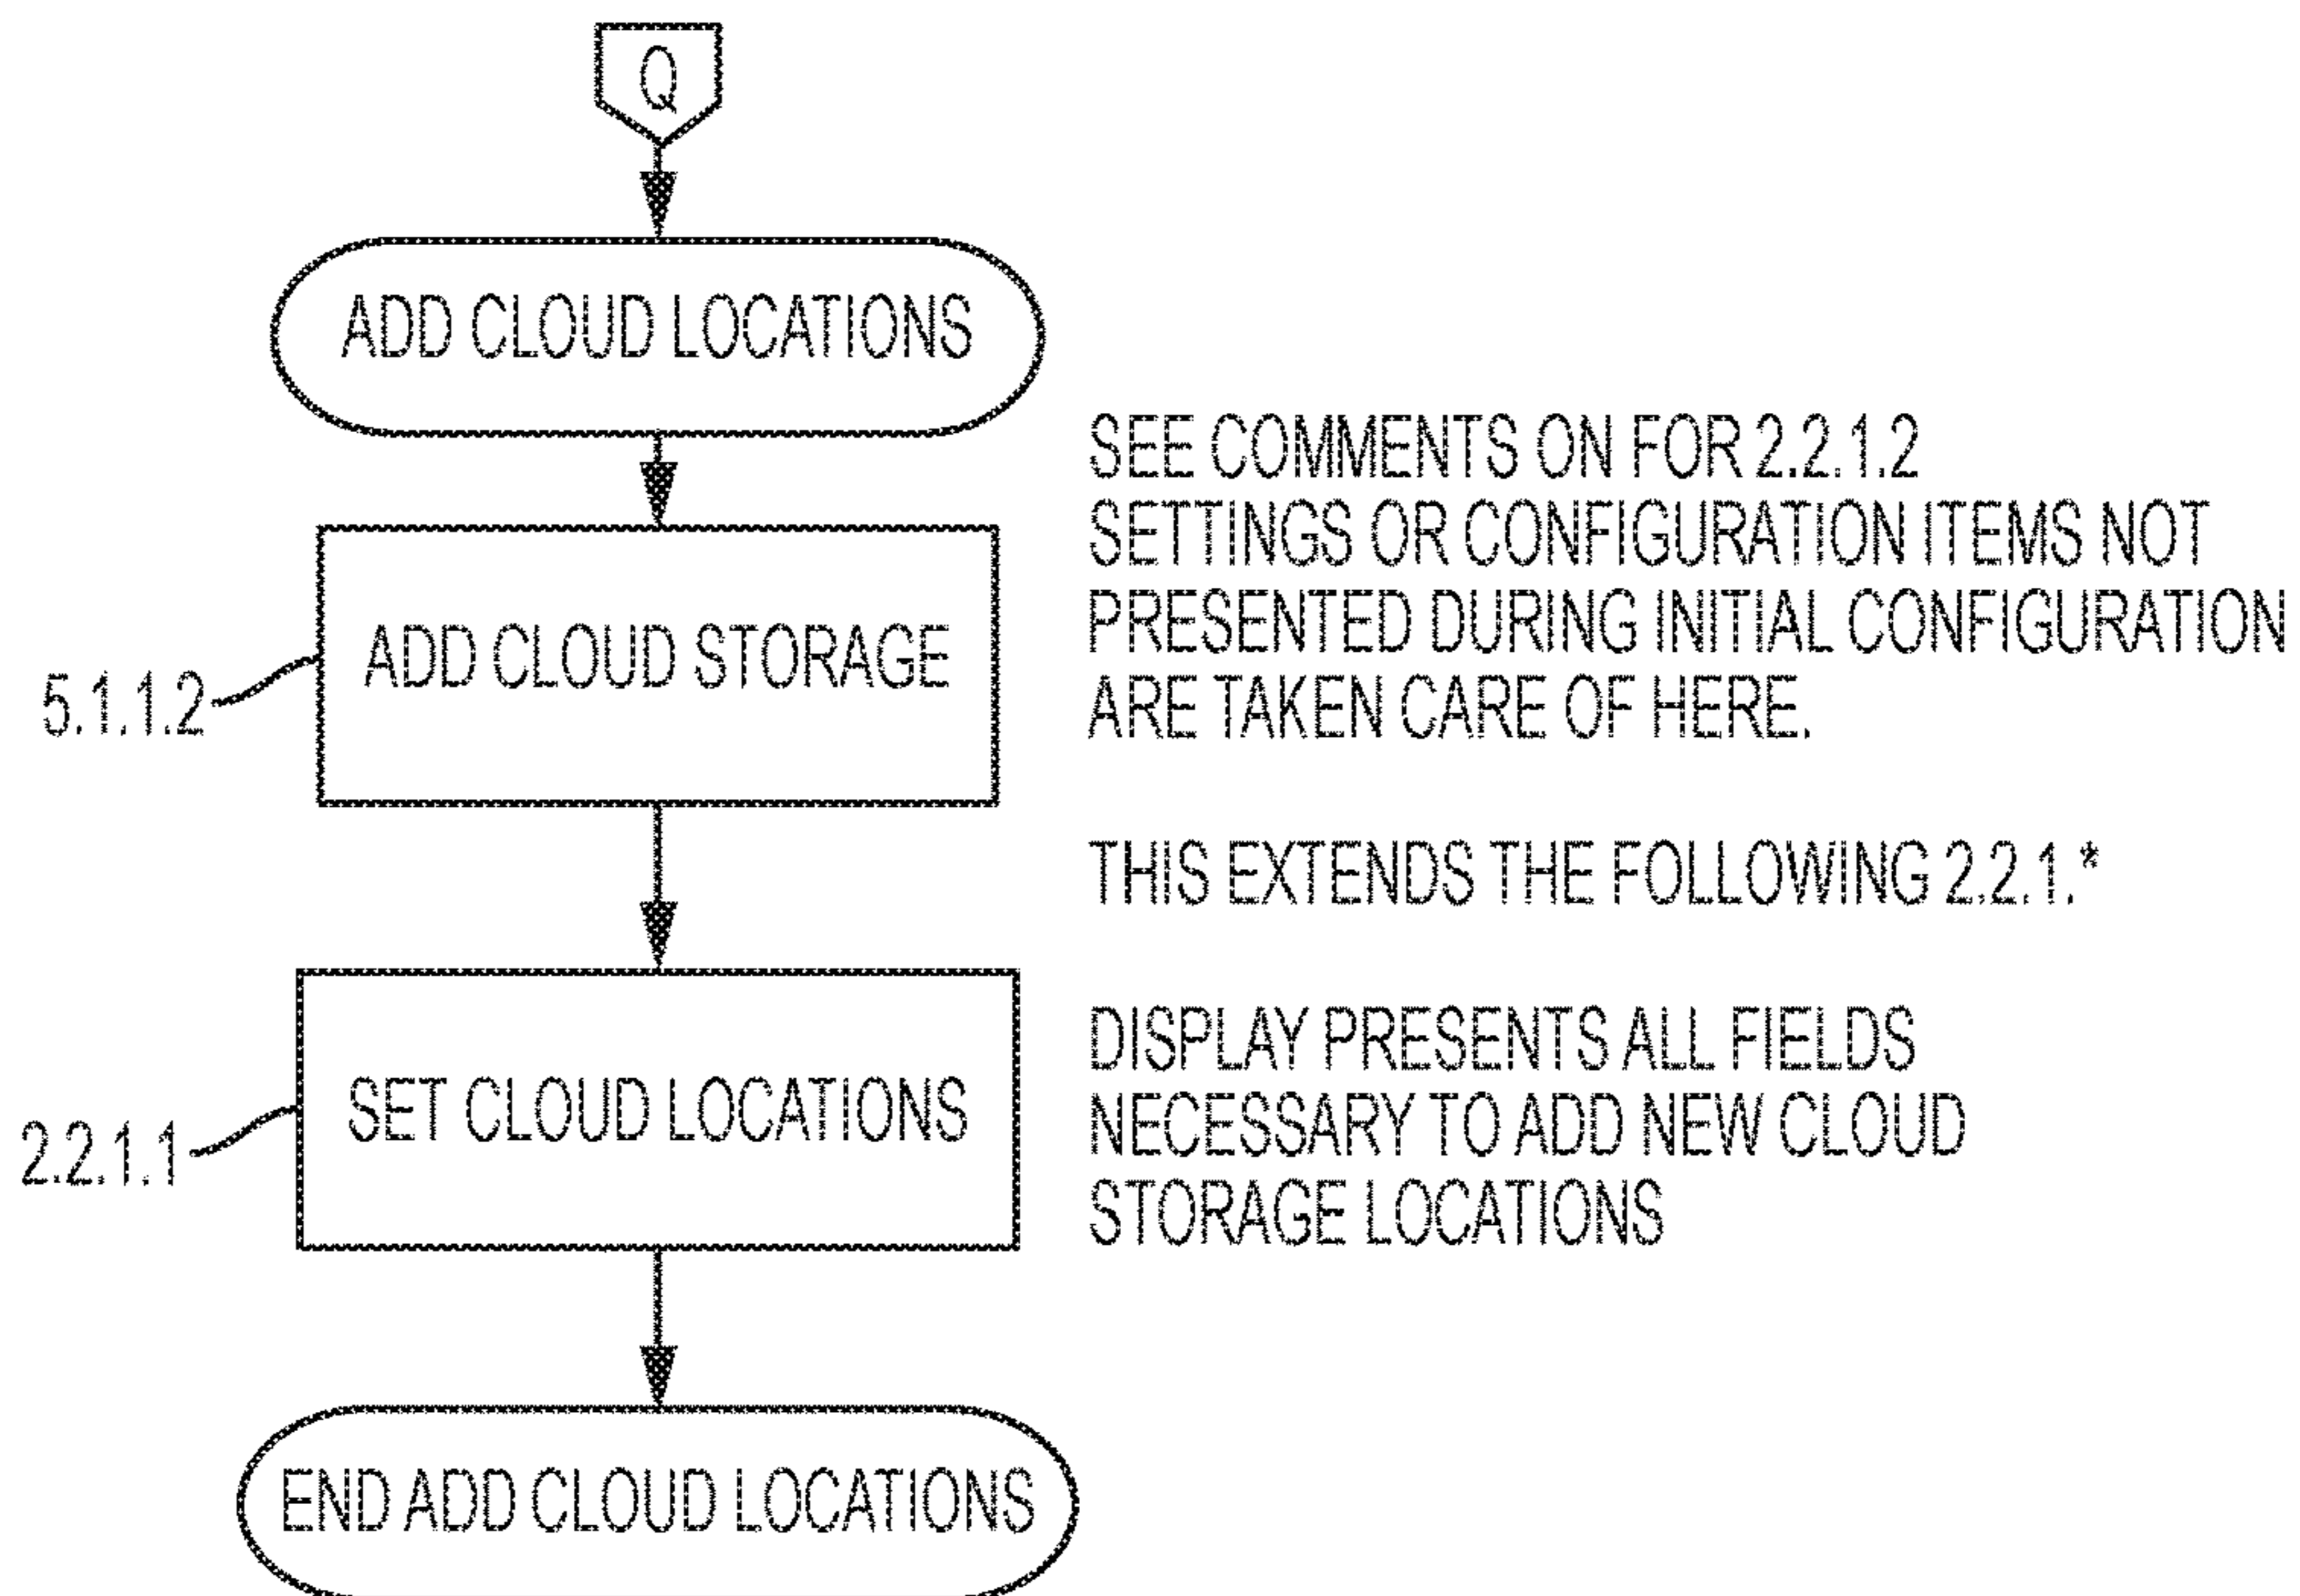 Q
ADD CLOUD LOCATIONS
SEE COMMENTS ON FOR 2.2.1.2
SETTINGS OR CONFIGURATION ITEMS NOT
PRESENTED DURING INITIAL CONFIGURATION
ARE TAKEN CARE OF HERE.
ADD CLOUD STORAGE
5.1.1.2
THIS EXTENDS THE FOLLOWING 2.2.1.*
SET CLOUD LOCATIONS
2.2.1.1
DISPLAY PRESENTS ALL FIELDS
NECESSARY TO ADD NEW CLOUD
STORAGE LOCATIONS
END ADD CLOUD LOCATIONS